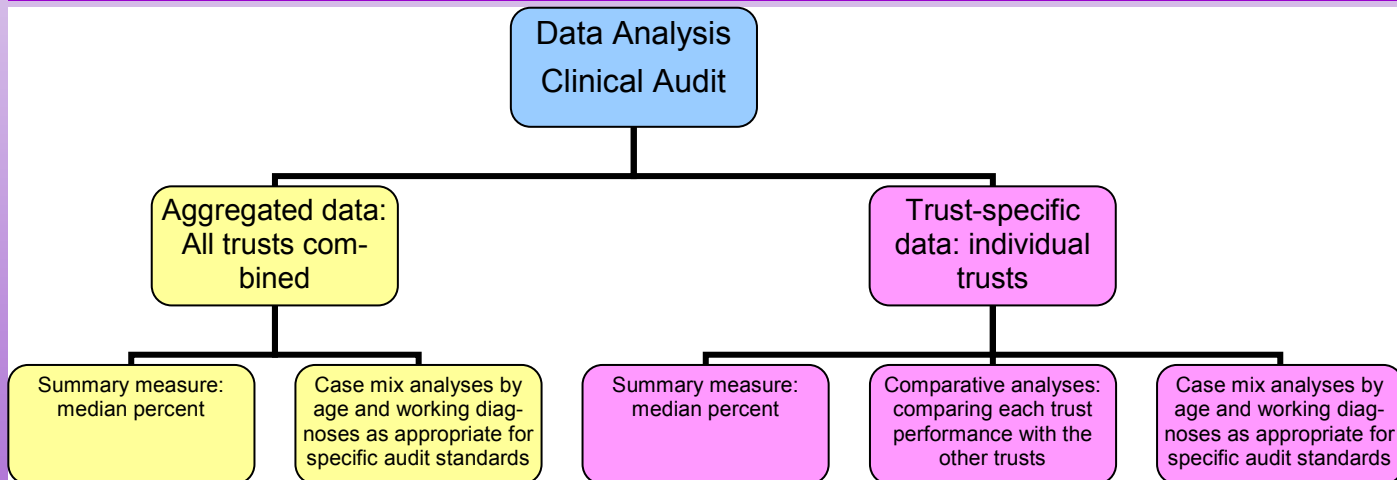 Data Analysis
Clinical Audit
Aggregated data:
All trusts com-
bined
Trust-specific
data: individual
trusts
Summary measure:
median percent
Case mix analyses by
age and working diag-
noses as appropriate for
specific audit standards
Summary measure:
median percent
Comparative analyses:
comparing each trust
performance with the
other trusts
Case mix analyses by
age and working diag-
noses as appropriate for
specific audit standards